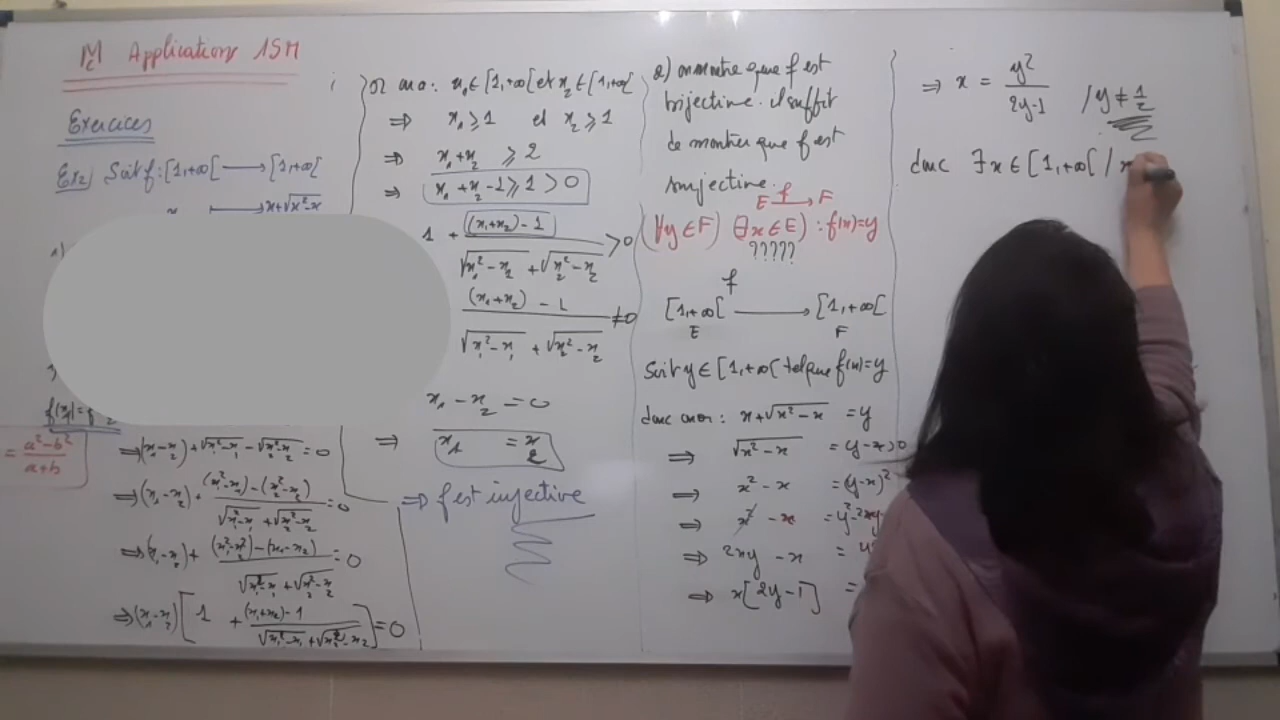 Mc Applications 1SM
Exercices
Ex2) Soit f: [1,+∞[ ⟶ [1,+∞[
x ⟼ x+√x²-x
1)
= a²-b² / a+b
⟹ (x₁-x₂) + √x₁²-x₁ - √x₂²-x₂ = 0
⟹ (x₁-x₂) + (x₁²-x₁)-(x₂²-x₂) / √x₁²-x₁ + √x₂²-x₂ = 0
⟹ (x₁-x₂) + (x₁²-x₂²)-(x₁-x₂) / √x₁²-x₁ + √x₂²-x₂ = 0
⟹ (x₁-x₂) [ 1 + (x₁+x₂)-1 / √x₁²-x₁ + √x₂²-x₂ ] = 0
x₁∈[1,+∞[ et x₂∈[1,+∞[
⟹ x₁⩾1 et x₂⩾1
⟹ x₁+x₂ ⩾ 2
⟹ x₁+x₂-1⩾1 > 0
1 + (x₁+x₂)-1 / √x₁²-x₁ + √x₂²-x₂ > 0
(x₁+x₂) - 1 / √x₁²-x₁ + √x₂²-x₂ ≠ 0
x₁-x₂ = 0
⟹ x₁ = x₂
⟹ f est injective
2) montre que f est
bijective. il suffit
de montrer que f est
surjective.
E f⟶ F
(∀y∈F) (∃x∈E) : f(x)=y
?????
f
[1,+∞[ ⟶ [1,+∞[
E F
Soit y∈[1,+∞[ tel que f(x)=y
donc on a: x+√x²-x = y
⟹ √x²-x = y-x⩾0
⟹ x²-x = (y-x)²
⟹ x²-x = y²-2xy
⟹ 2xy-x =
⟹ x[2y-1] =
⟹ x = y² / 2y-1 / y≠1/2
donc ∃x∈[1,+∞[ / x